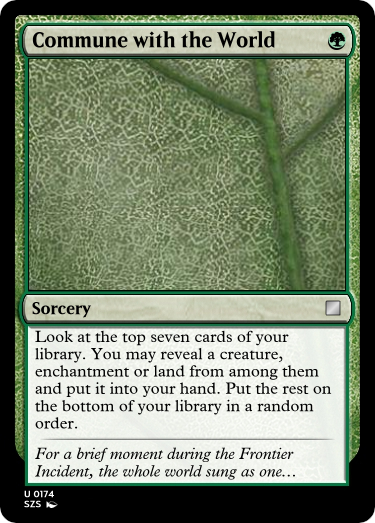 Commune with the World
Sorcery
Look at the top seven cards of your
library. You may reveal a creature,
enchantment or land from among them
and put it into your hand. Put the rest on
the bottom of your library in a random
order.
For a brief moment during the Frontier
Incident, the whole world sung as one…
U 0174
SZS